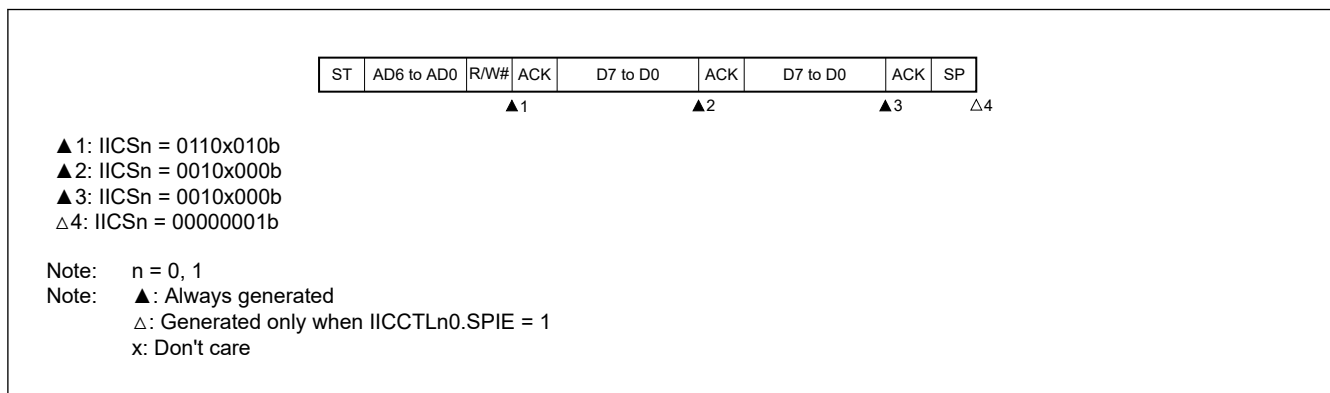 ST AD6 to AD0 R/W# ACK D7 to D0 ACK D7 to D0 ACK SP
▲1 ▲2 ▲3 △4
▲1: IICSn = 0110x010b
▲2: IICSn = 0010x000b
▲3: IICSn = 0010x000b
△4: IICSn = 00000001b
Note: n = 0, 1
Note: ▲: Always generated
△: Generated only when IICCTLn0.SPIE = 1
x: Don't care